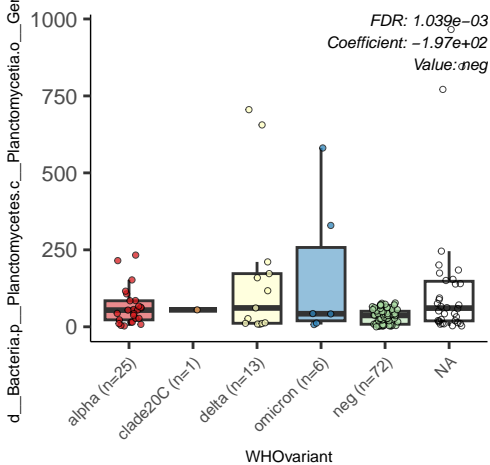 d__Bacteria.p__Planctomycetes.c__Planctomycetia.o__Ger
1000
750
500
250
0
FDR: 1.039e−03
Coefficient: −1.97e+02
Value: neg
alpha (n=25)
clade20C (n=1)
delta (n=13)
omicron (n=6)
neg (n=72)
NA
WHOvariant